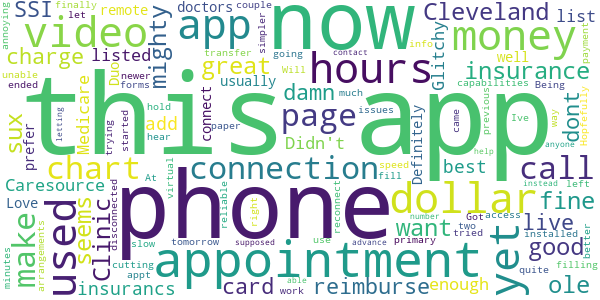 finally couple doctors
SSI remote let
annoying
video app now Cleveland list
mighty
Duo
charge listed great hours money
unable newer usually Glitchy insurance well
transfer simpler going Will info payment
ended forms
this app
sux damn page dont
prefer Medicare trying letting add hold hear
Didn't connect much issues
capabilities Being previous Hopefully
contact
chart connection Definitely best call
started paper came Ive way anyone
Caresource phone dollar fine
At speed fill help
Love virtual reliable right reconnect
instead left
used seems clinic disconnected
make want live good
number Got access installed better
tomorrow use primary two tried quite
arrangements minutes slow cutting appt
appointment yet
supposed advance
insurancs card work reimburse enough filling ole